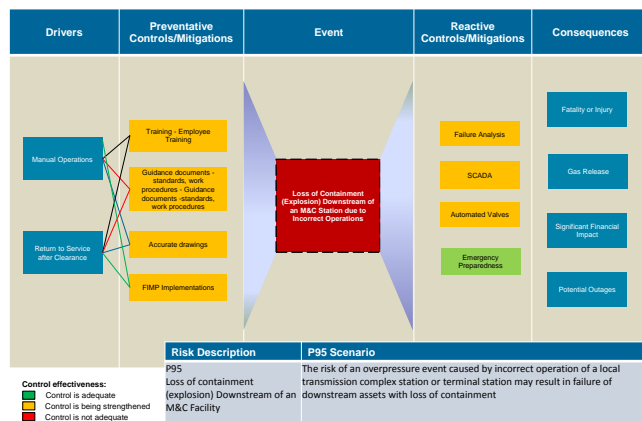 Drivers
Preventative
Controls/Mitigations
Event
Reactive
Controls/Mitigations
Consequences
Manual Operations
Return to Service
after Clearance
Training - Employee
Training
Guidance documents -
standards, work
procedures - Guidance
documents -standards,
work procedures
Accurate drawings
FIMP Implementations
Loss of Containment
(Explosion) Downstream of
an M&C Station due to
Incorrect Operations
Failure Analysis
SCADA
Automated Valves
Emergency
Preparedness
Fatality or Injury
Gas Release
Significant Financial
Impact
Potential Outages
Control effectiveness:
Control is adequate
Control is being strengthened
Control is not adequate
Risk Description
P95 Scenario
P95
Loss of containment
(explosion) Downstream of an
M&C Facility
The risk of an overpressure event caused by incorrect operation of a local
transmission complex station or terminal station may result in failure of
downstream assets with loss of containment